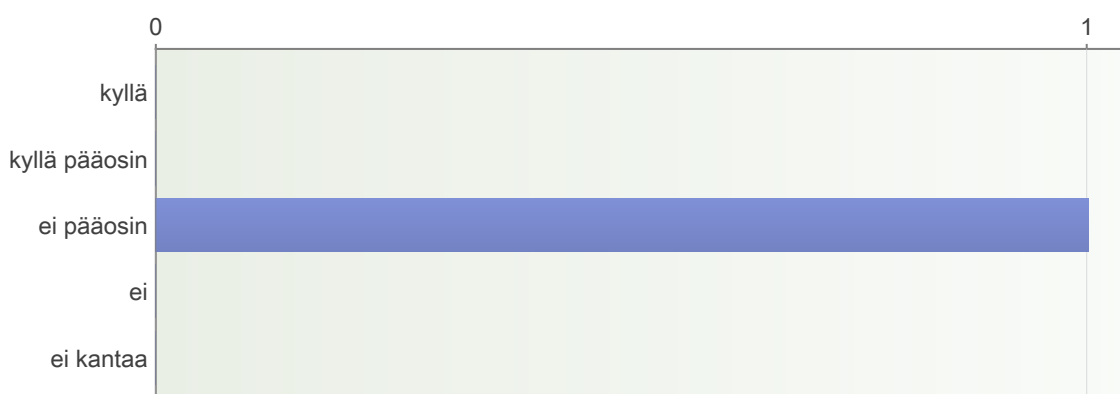 0 1
kyllä
kyllä pääosin
ei pääosin
ei
ei kantaa